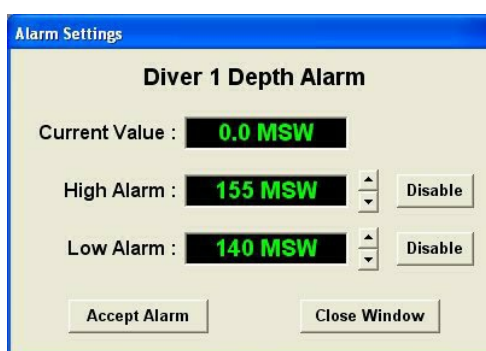 Alarm Settings
Diver 1 Depth Alarm
Current Value : 0.0 MSW
High Alarm : 155 MSW Disable
Low Alarm : 140 MSW Disable
Accept Alarm Close Window